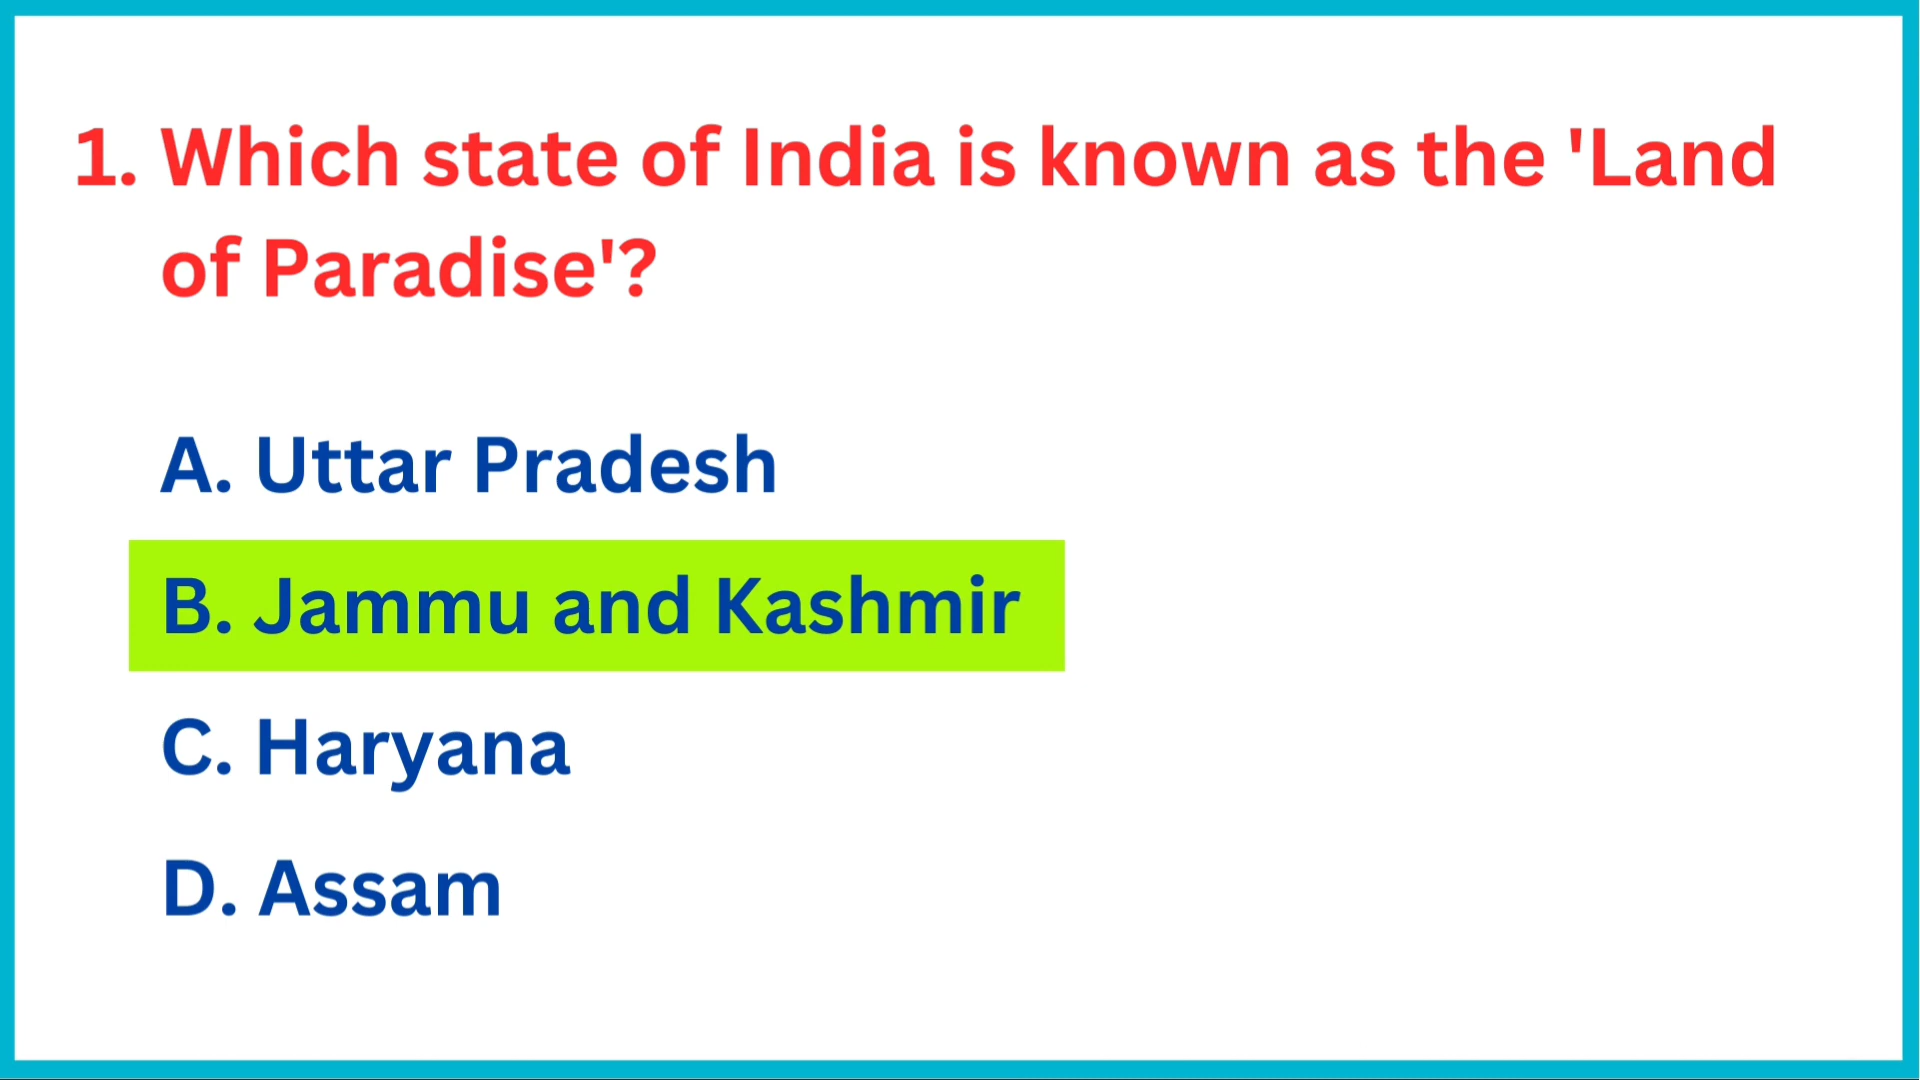 1. Which state of India is known as the 'Land
of Paradise'?
A. Uttar Pradesh
B. Jammu and Kashmir
C. Haryana
D. Assam